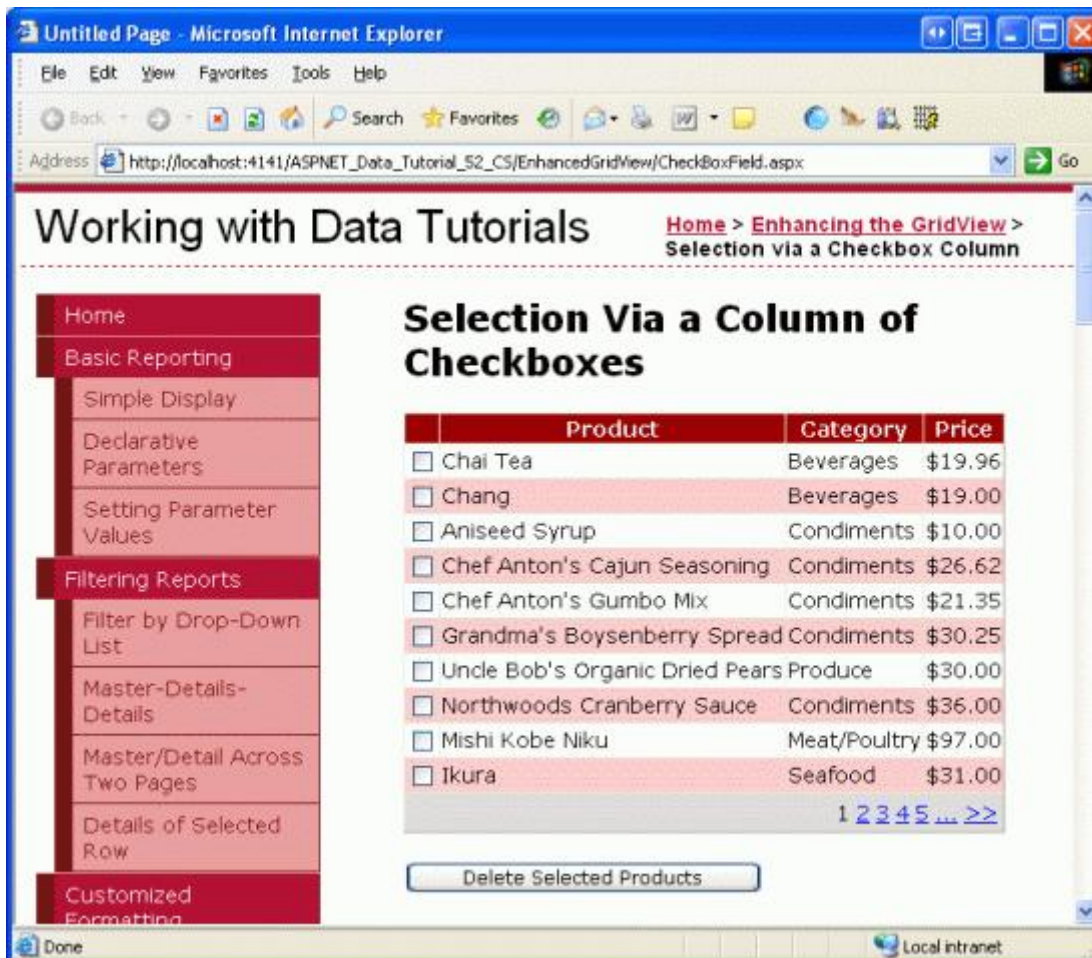 Untitled Page - Microsoft Internet Explorer
File Edit View Favorites Tools Help
Back Search Favorites
Address http://localhost:4141/ASPNET_Data_Tutorial_52_CS/EnhancedGridView/CheckBoxField.aspx Go
Working with Data Tutorials
Home > Enhancing the GridView >
Selection via a Checkbox Column
Home
Basic Reporting
Simple Display
Declarative
Parameters
Setting Parameter
Values
Filtering Reports
Filter by Drop-Down
List
Master-Details-
Details
Master/Detail Across
Two Pages
Details of Selected
Row
Customized
Formatting
Selection Via a Column of
Checkboxes
Product Category Price
Chai Tea Beverages $19.96
Chang Beverages $19.00
Aniseed Syrup Condiments $10.00
Chef Anton's Cajun Seasoning Condiments $26.62
Chef Anton's Gumbo Mix Condiments $21.35
Grandma's Boysenberry Spread Condiments $30.25
Uncle Bob's Organic Dried Pears Produce $30.00
Northwoods Cranberry Sauce Condiments $36.00
Mishi Kobe Niku Meat/Poultry $97.00
Ikura Seafood $31.00
1 2 3 4 5 ... >>
Delete Selected Products
Done Local intranet